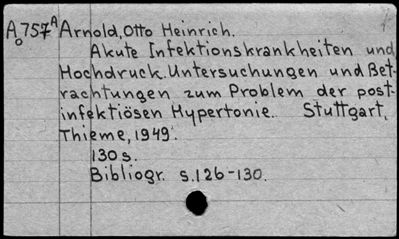 A₀757ᴬ Arnold, Otto Heinrich.
Akute Infektionskrankheiten und
Hochdruck. Untersuchungen und Bet-
rachtungen zum Problem der post-
infektiösen Hypertonie. Stuttgart,
Thieme, 1949.
130 s.
Bibliogr. s.126-130.